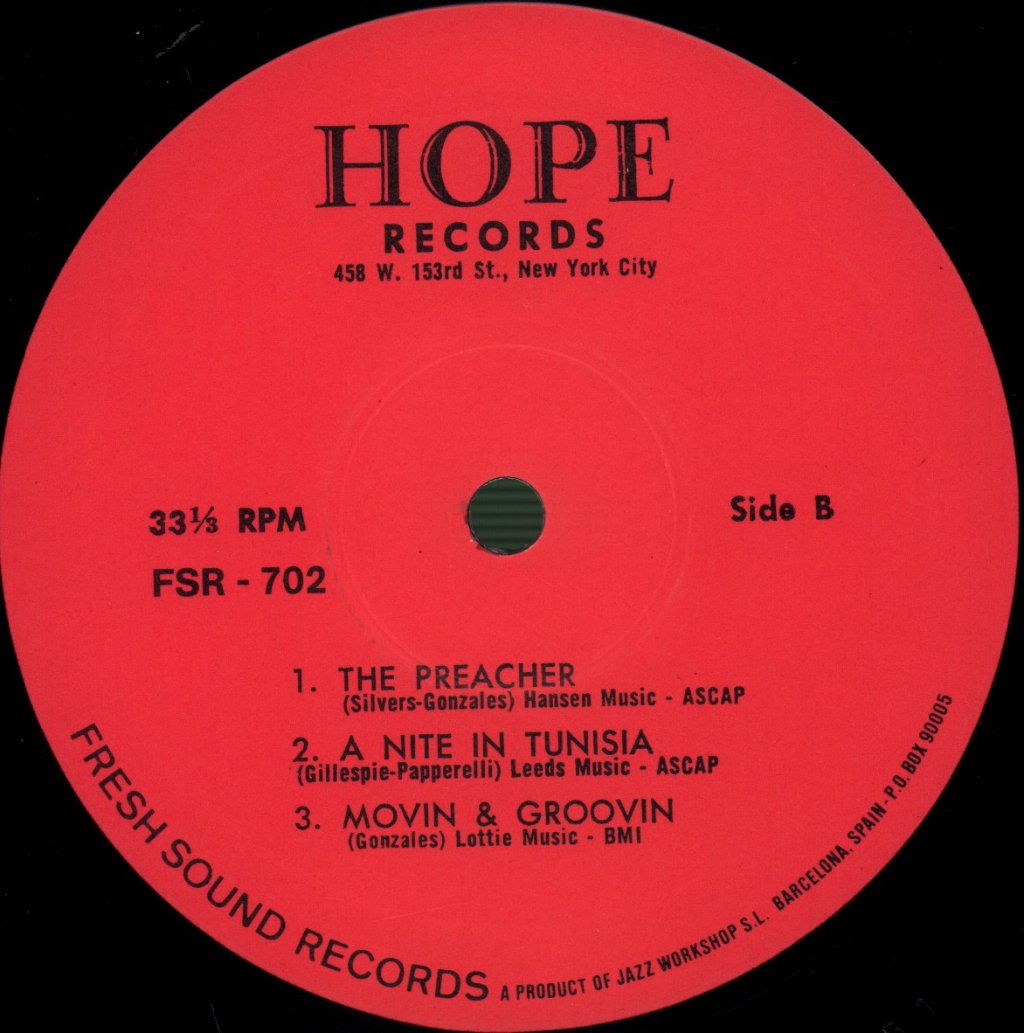 HOPE
RECORDS
458 W. 153rd St., New York City
33⅓ RPM
Side B
FSR - 702
1. THE PREACHER
(Silvers-Gonzales) Hansen Music - ASCAP
2. A NITE IN TUNISIA
(Gillespie-Papperelli) Leeds Music - ASCAP
3. MOVIN & GROOVIN
(Gonzales) Lottie Music - BMI
FRESH SOUND RECORDS A PRODUCT OF JAZZ WORKSHOP S.L. BARCELONA, SPAIN - P.O. BOX 90005